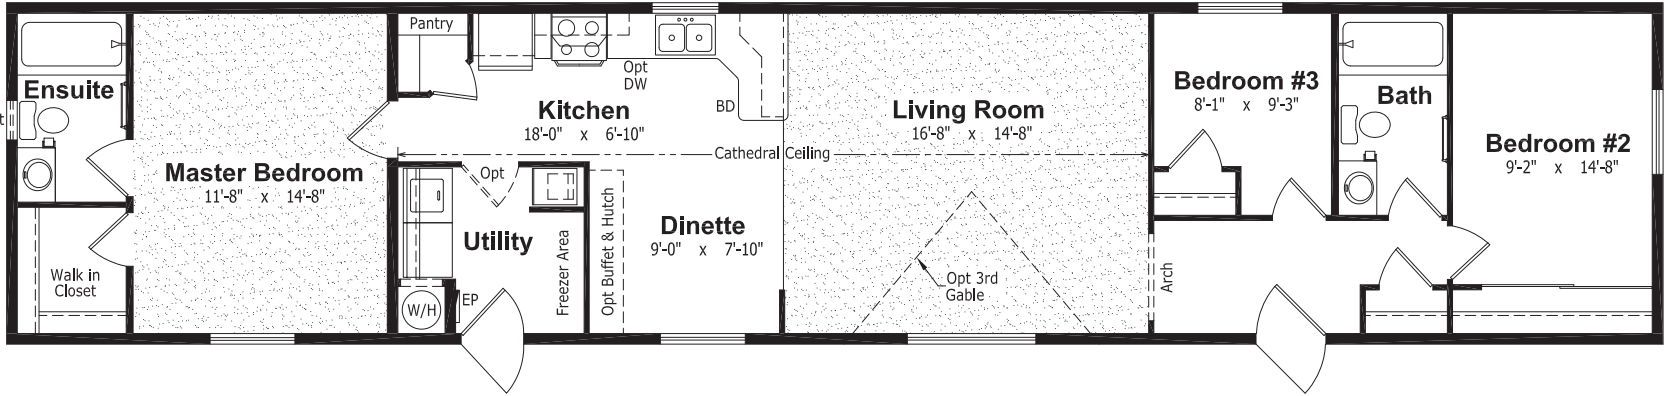 Pantry
Ensuite
t
Master Bedroom
11'-8" x 14'-8"
Walk in
Closet
Opt
DW
BD
Kitchen
18'-0" x 6'-10"
Cathedral Ceiling
Opt
Utility
W/H
EP
Freezer Area
Opt Buffet & Hutch
Dinette
9'-0" x 7'-10"
Living Room
16'-8" x 14'-8"
Opt 3rd
Gable
Arch
Bedroom #3
8'-1" x 9'-3"
Bath
Bedroom #2
9'-2" x 14'-8"